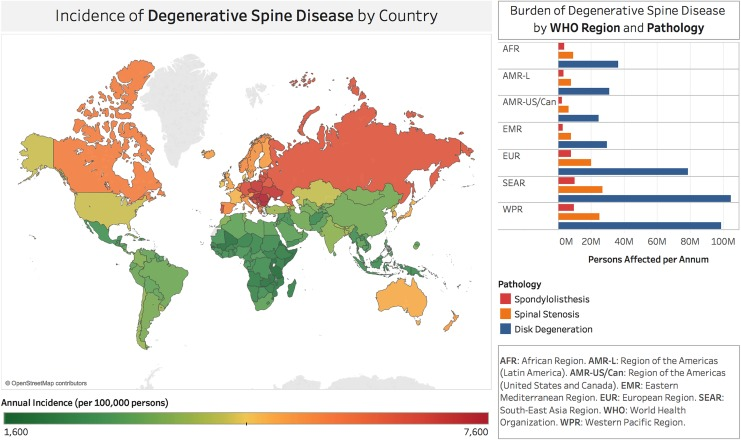 Incidence of Degenerative Spine Disease by Country
© OpenStreetMap contributors
Annual Incidence (per 100,000 persons)
1,600
7,600
Burden of Degenerative Spine Disease
by WHO Region and Pathology
AFR
AMR-L
AMR-US/Can
EMR
EUR
SEAR
WPR
0M 20M 40M 60M 80M 100M
Persons Affected per Annum
Pathology
Spondylolisthesis
Spinal Stenosis
Disk Degeneration
AFR: African Region. AMR-L: Region of the Americas
(Latin America). AMR-US/Can: Region of the Americas
(United States and Canada). EMR: Eastern
Mediterranean Region. EUR: European Region. SEAR:
South-East Asia Region. WHO: World Health
Organization. WPR: Western Pacific Region.